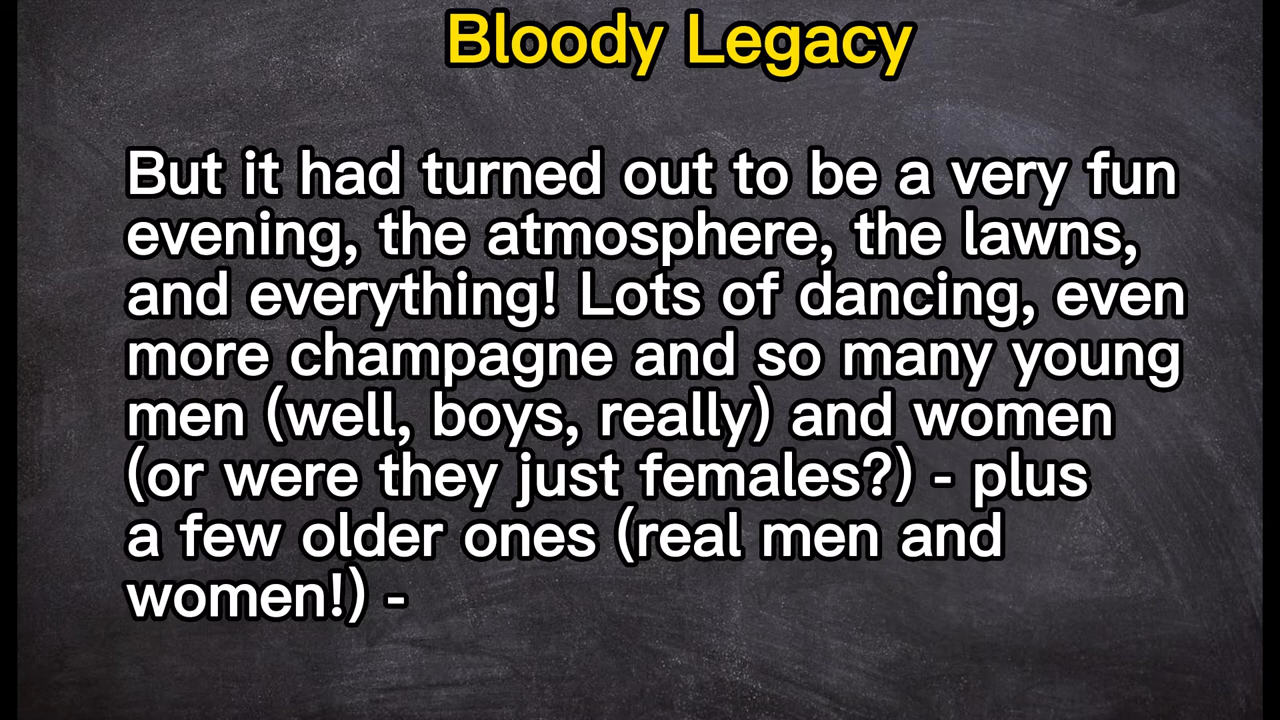 Bloody Legacy
But it had turned out to be a very fun
evening, the atmosphere, the lawns,
and everything! Lots of dancing, even
more champagne and so many young
men (well, boys, really) and women
(or were they just females?) - plus
a few older ones (real men and
women!) -